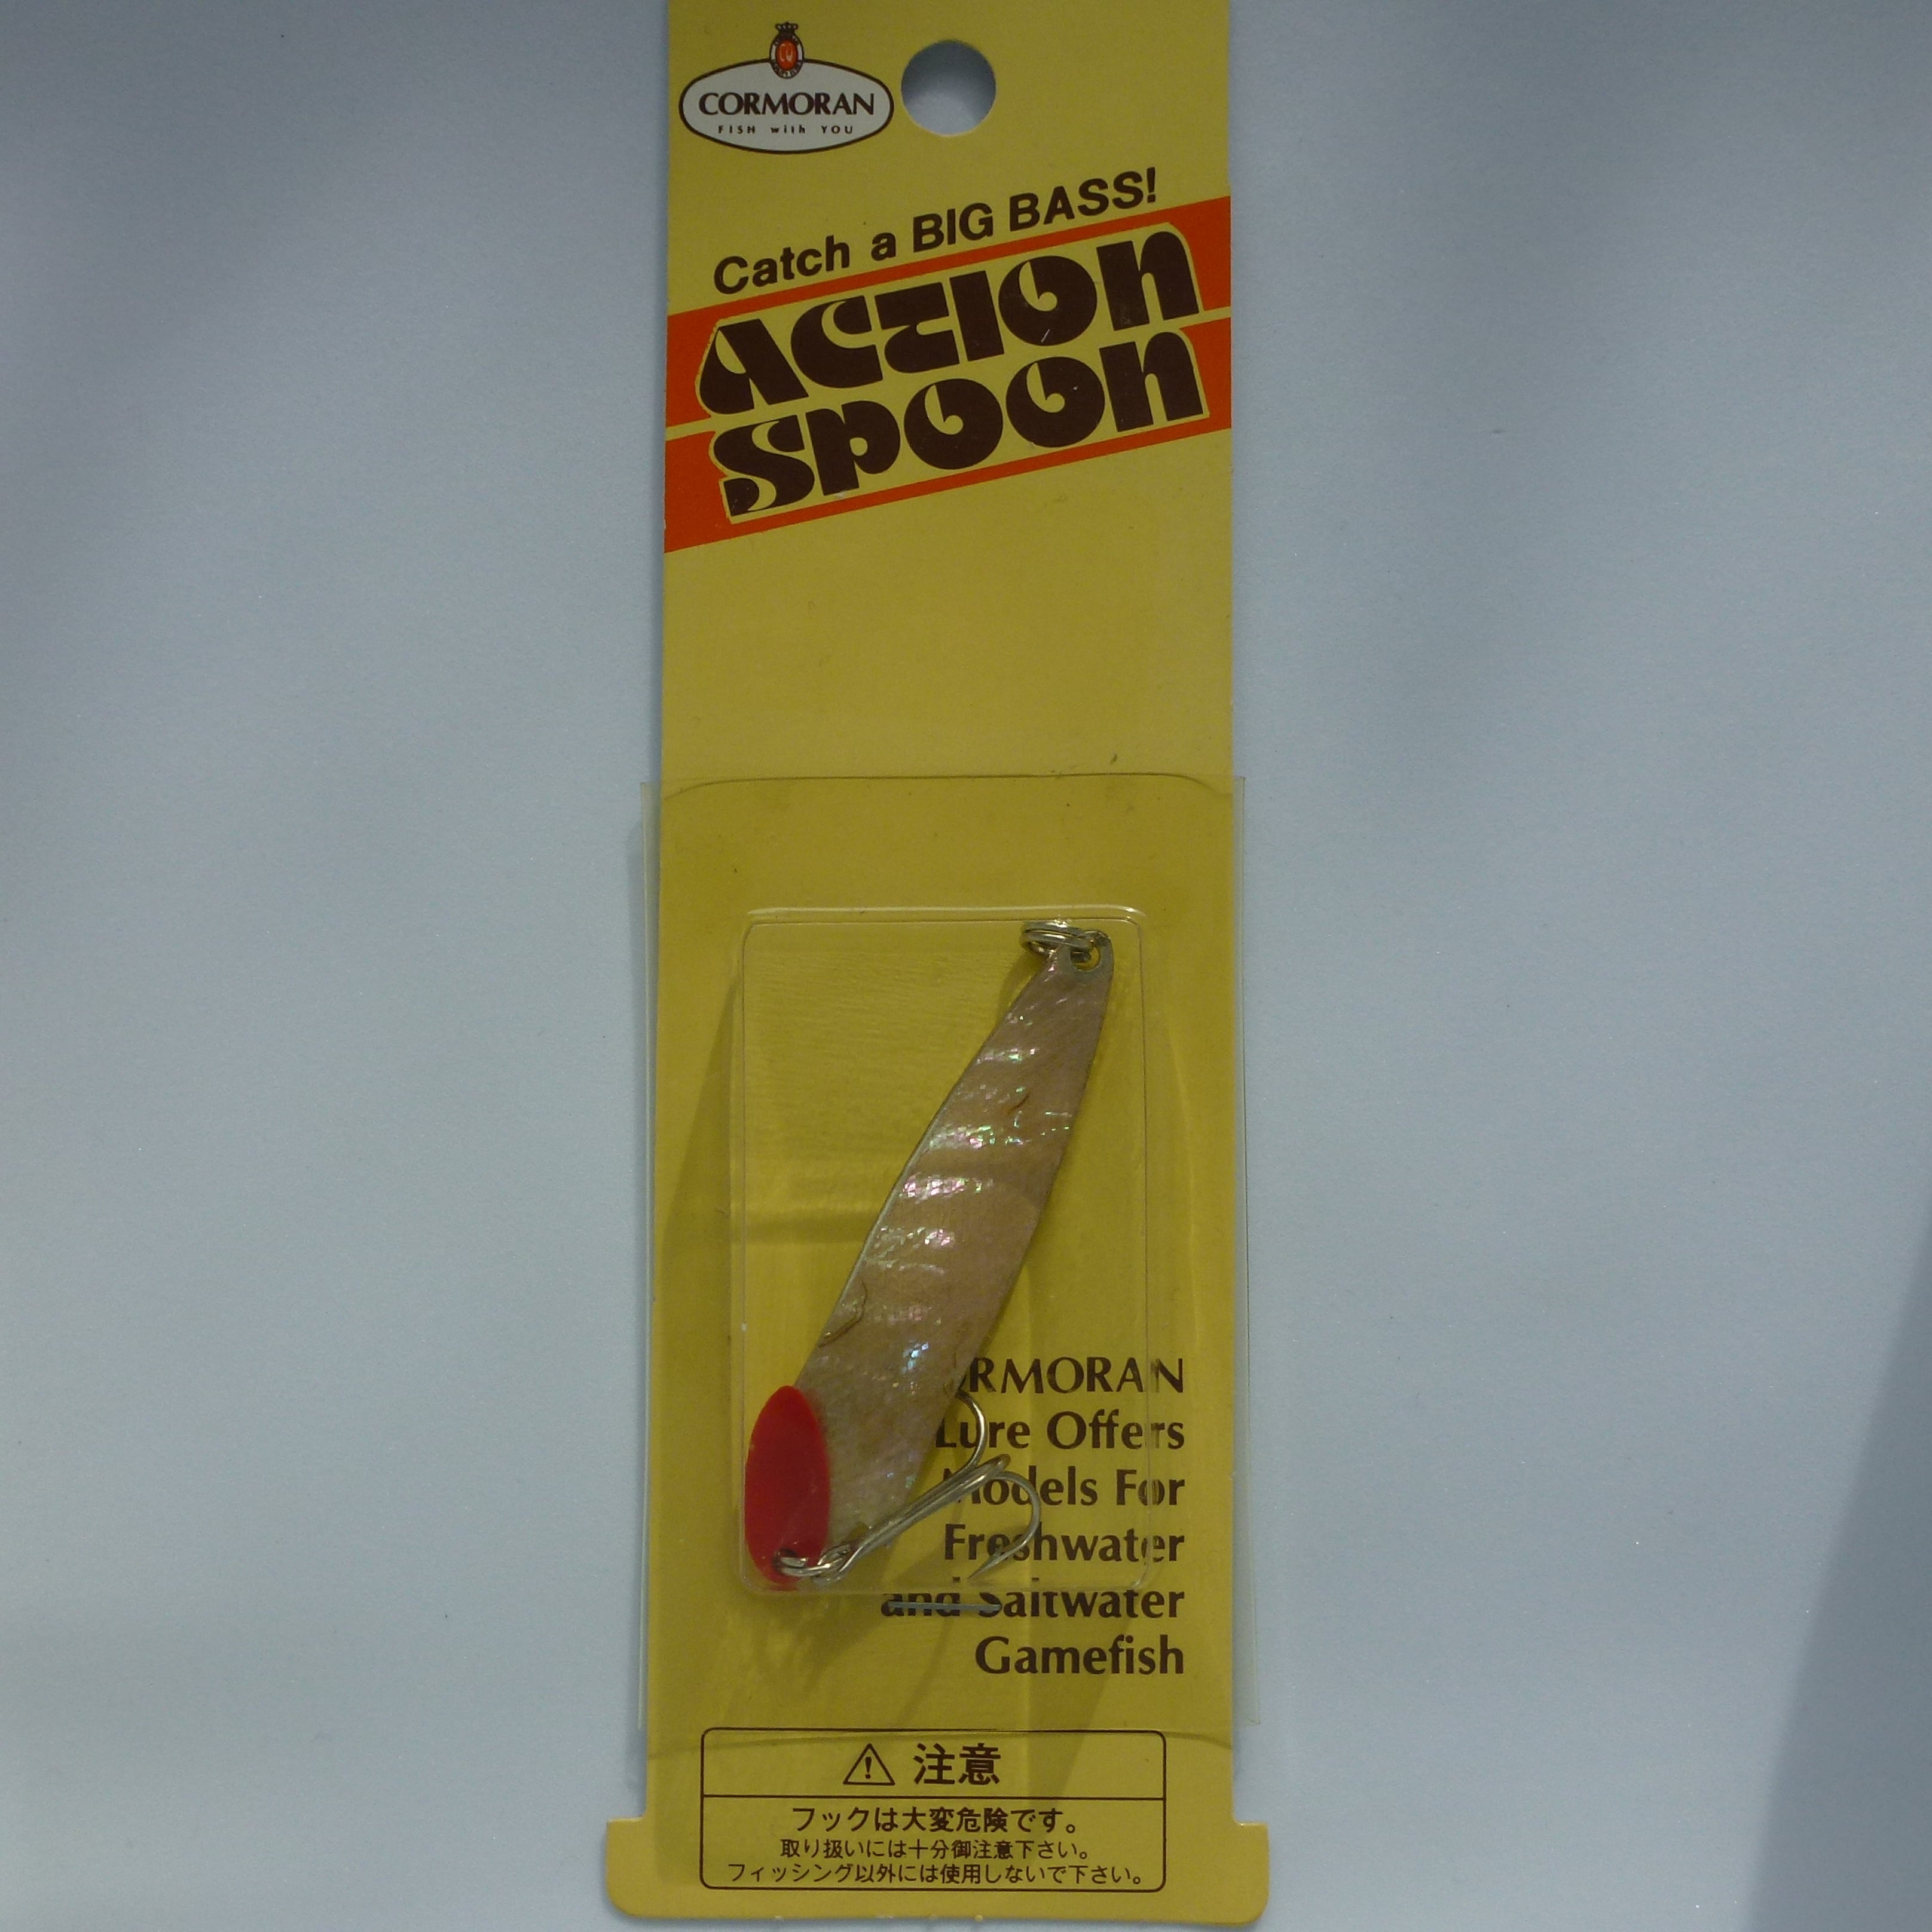 CORMORAN
FISH with YOU
Catch a BIG BASS!
ACTION
SPOON
RMORAN
Lure Offers
Models For
Freshwater
and Saltwater
Gamefish
⚠ 注意
フックは大変危険です。
取り扱いには十分御注意下さい。
フィッシング以外には使用しないで下さい。